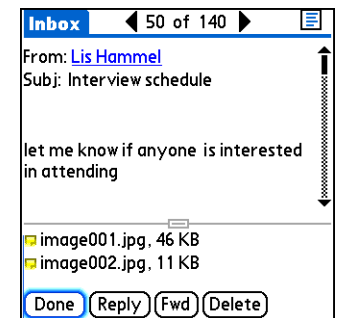 Inbox 50 of 140
From: Lis Hammel
Subj: Interview schedule
let me know if anyone is interested
in attending
image001.jpg, 46 KB
image002.jpg, 11 KB
Done Reply Fwd Delete